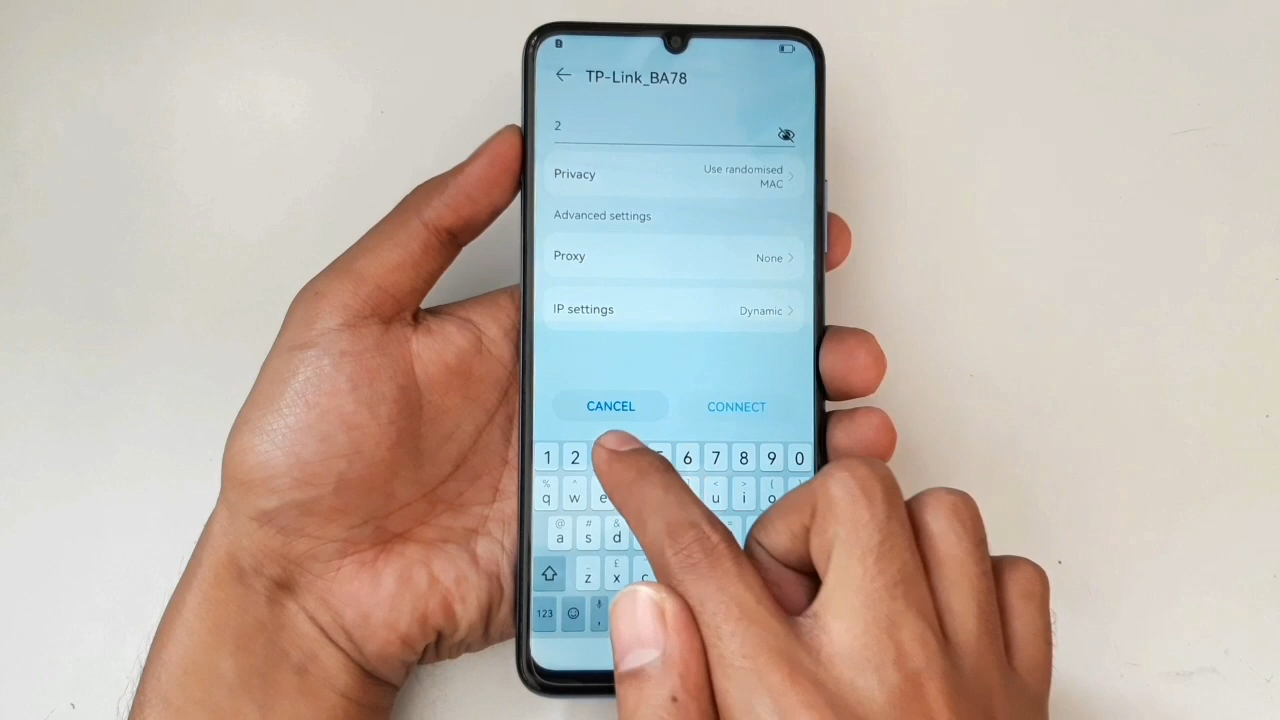 TP-Link_BA78
2
Privacy
Use randomised
MAC
Advanced settings
Proxy
None
IP settings
Dynamic
CANCEL
CONNECT
1 2 6 7 8 9 0
% ^ < > (
q w e u i o
@ # & =
a s d
- £
z x c
123 ,